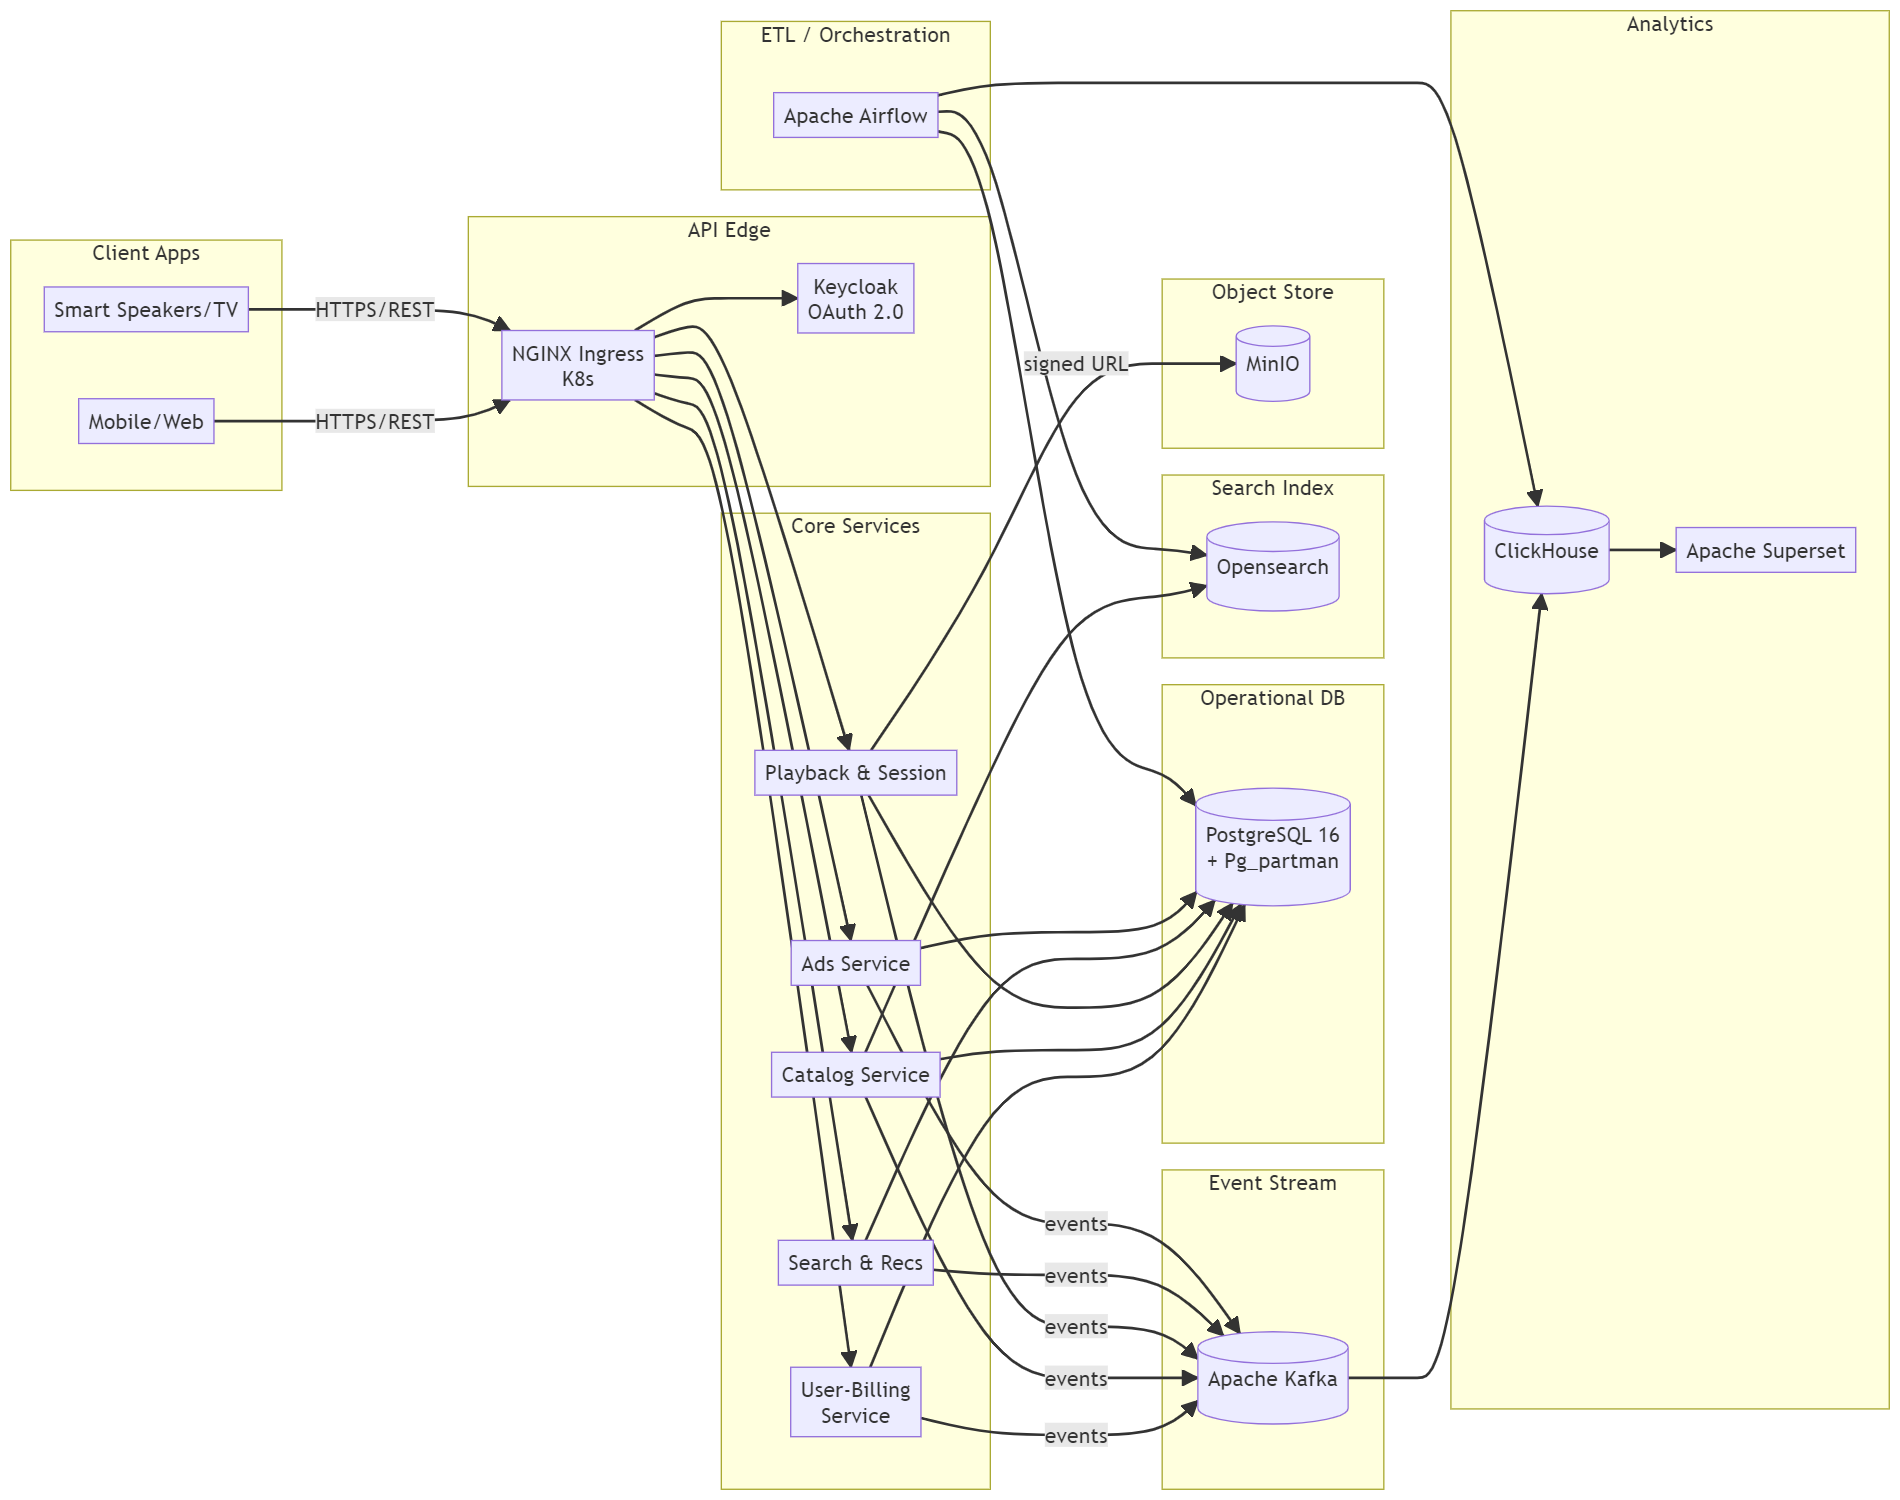 ETL / Orchestration
Apache Airflow
Analytics
ClickHouse
Apache Superset
Client Apps
Smart Speakers/TV
Mobile/Web
HTTPS/REST
HTTPS/REST
API Edge
NGINX Ingress
K8s
Keycloak
OAuth 2.0
Core Services
Playback & Session
Ads Service
Catalog Service
Search & Recs
User-Billing
Service
signed URL
events
events
events
events
events
Object Store
MinIO
Search Index
Opensearch
Operational DB
PostgreSQL 16
+ Pg_partman
Event Stream
Apache Kafka